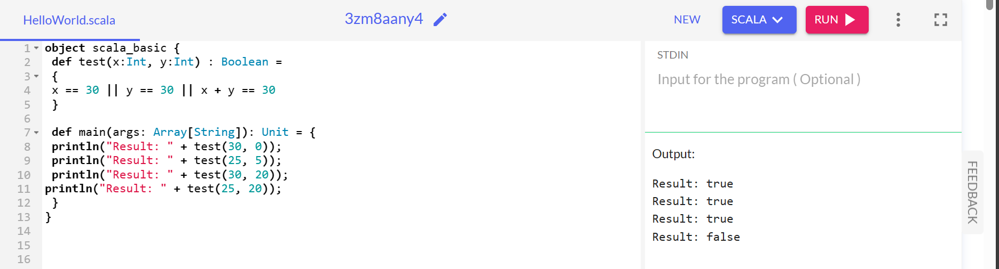 HelloWorld.scala
3zm8aany4
NEW
SCALA
RUN
1 object scala_basic {
2 def test(x:Int, y:Int) : Boolean =
3 {
4 x == 30 || y == 30 || x + y == 30
5 }
6
7 def main(args: Array[String]): Unit = {
8 println("Result: " + test(30, 0));
9 println("Result: " + test(25, 5));
10 println("Result: " + test(30, 20));
11 println("Result: " + test(25, 20));
12 }
13 }
14
15
16
STDIN
Input for the program ( Optional )
Output:
Result: true
Result: true
Result: true
Result: false
FEEDBACK